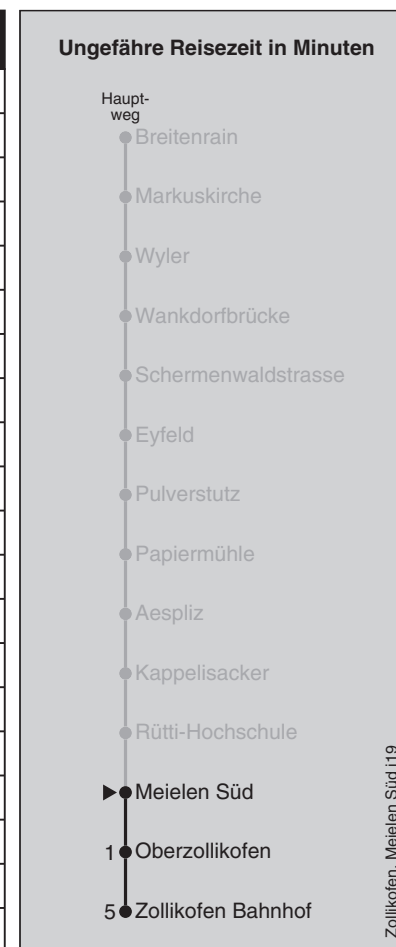 Ungefähre Reisezeit in Minuten
Haupt-
weg
Breitenrain
Markuskirche
Wyler
Wankdorfbrücke
Schermenwaldstrasse
Eyfeld
Pulverstutz
Papiermühle
Aespliz
Kappelisacker
Rütti-Hochschule
Meielen Süd
1 Oberzollikofen
5 Zollikofen Bahnhof
Zollikofen, Meielen Süd j19